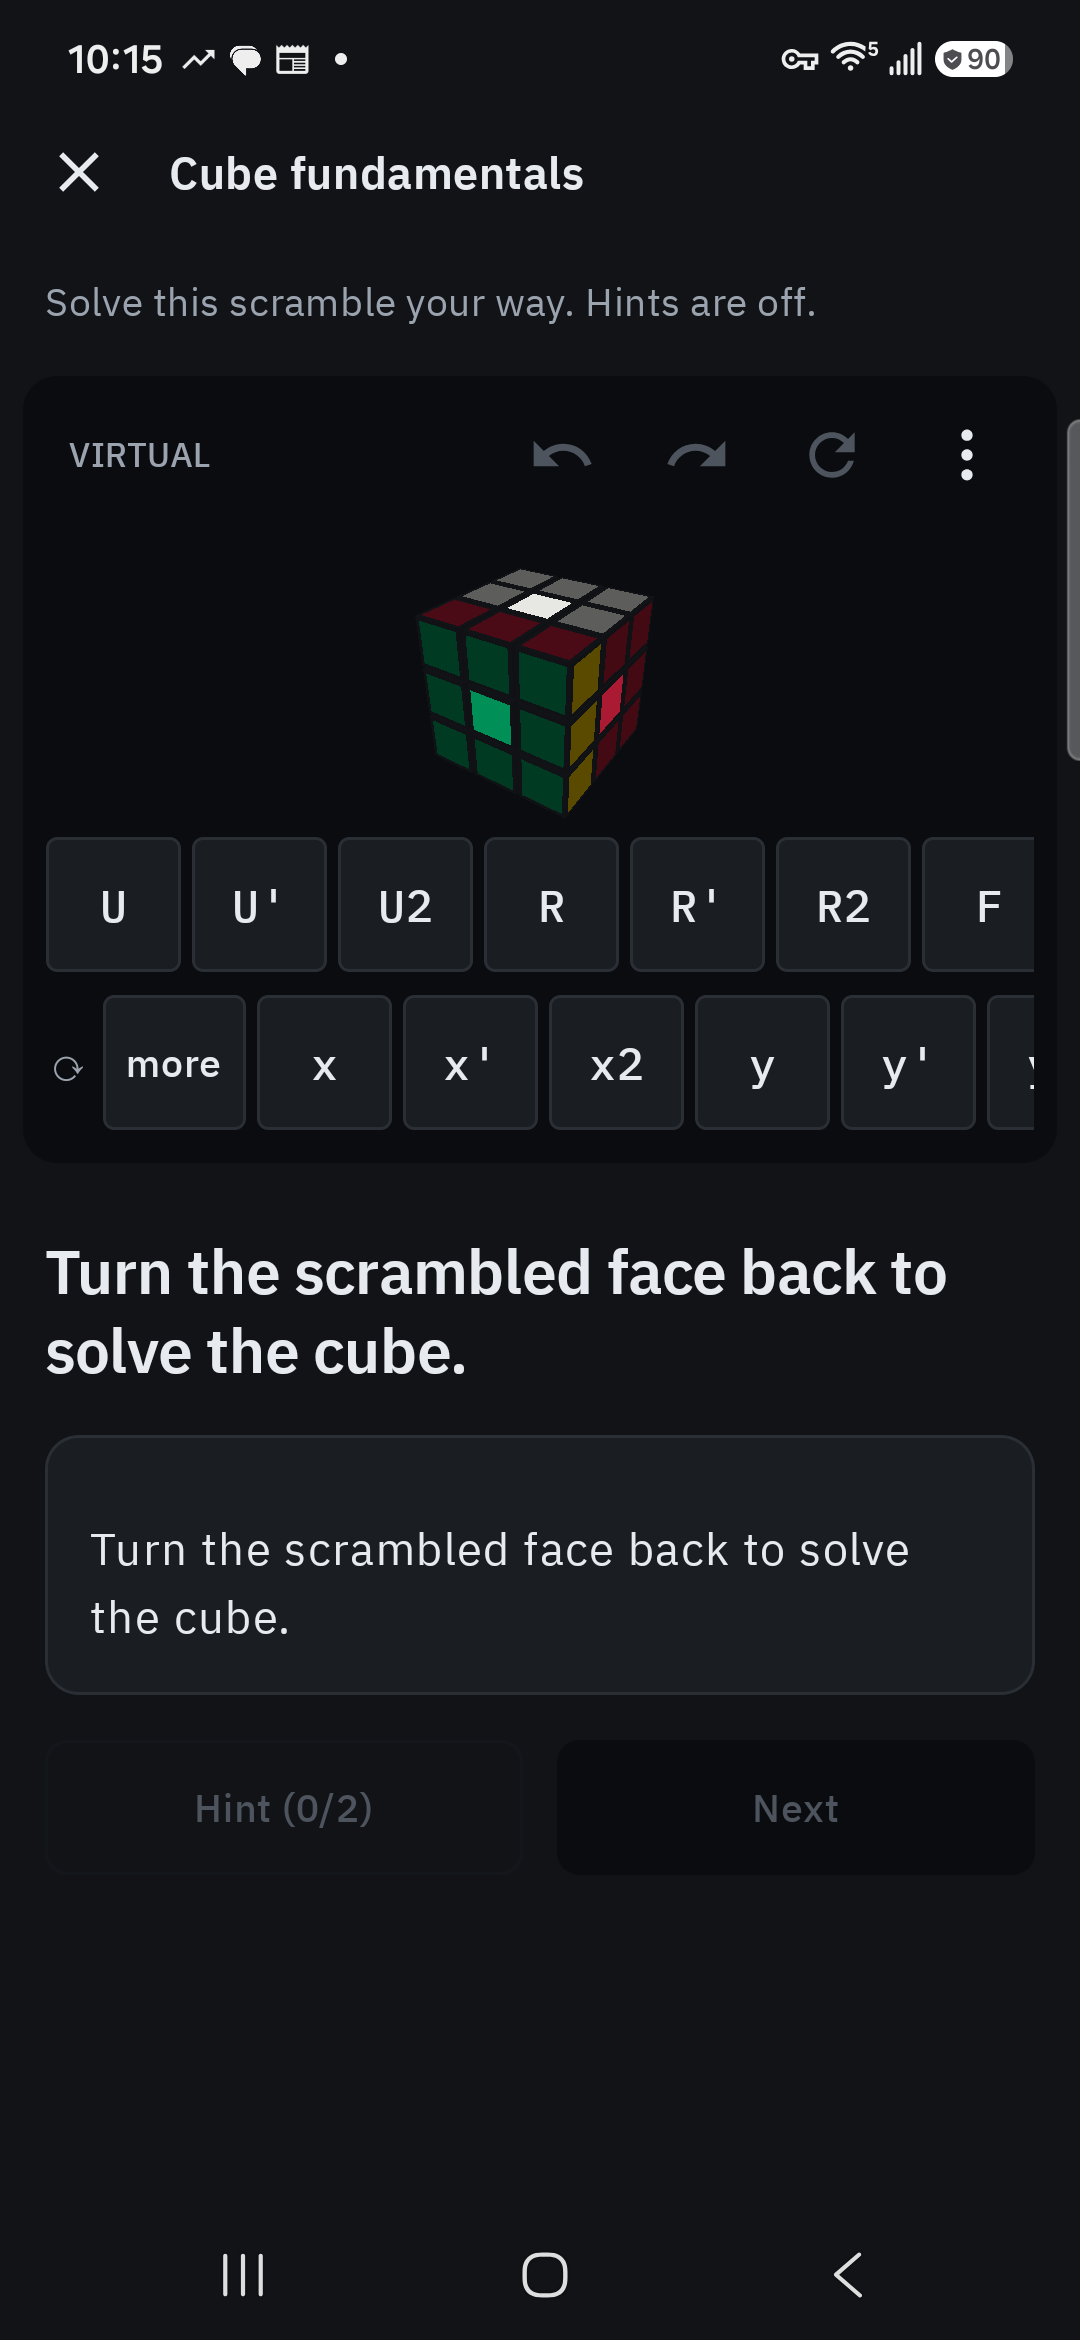 10:15
5
90
Cube fundamentals
Solve this scramble your way. Hints are off.
VIRTUAL
U U' U2 R R' R2 F
more x x' x2 y y'
Turn the scrambled face back to
solve the cube.
Turn the scrambled face back to solve
the cube.
Hint (0/2) Next